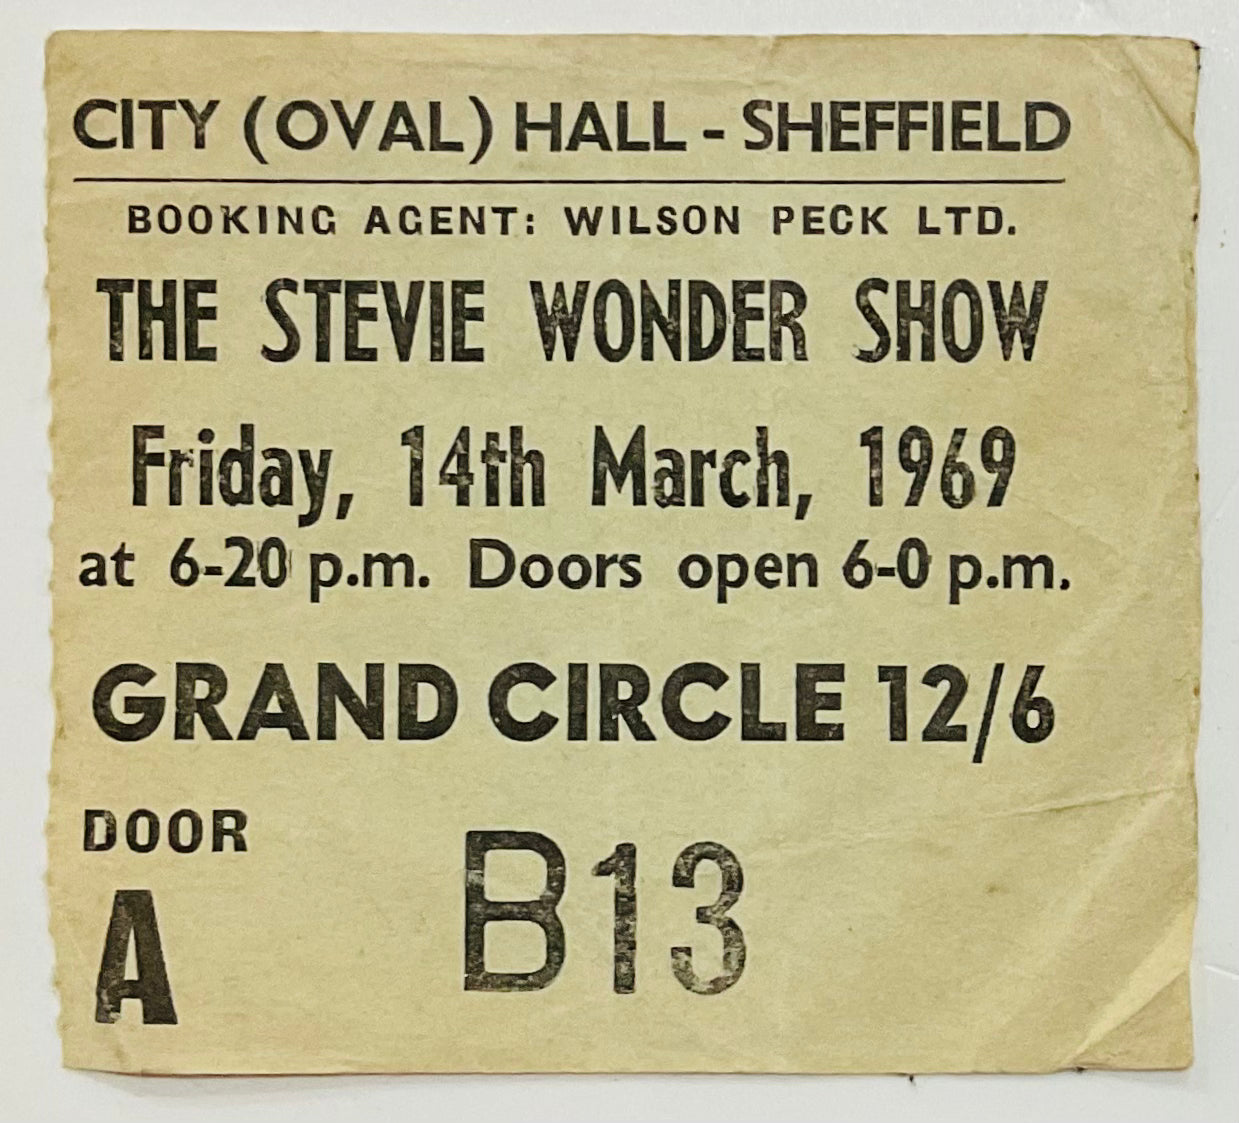 CITY (OVAL) HALL - SHEFFIELD
BOOKING AGENT: WILSON PECK LTD.
THE STEVIE WONDER SHOW
Friday, 14th March, 1969
at 6-20 p.m. Doors open 6-0 p.m.
GRAND CIRCLE 12/6
DOOR
A
B13